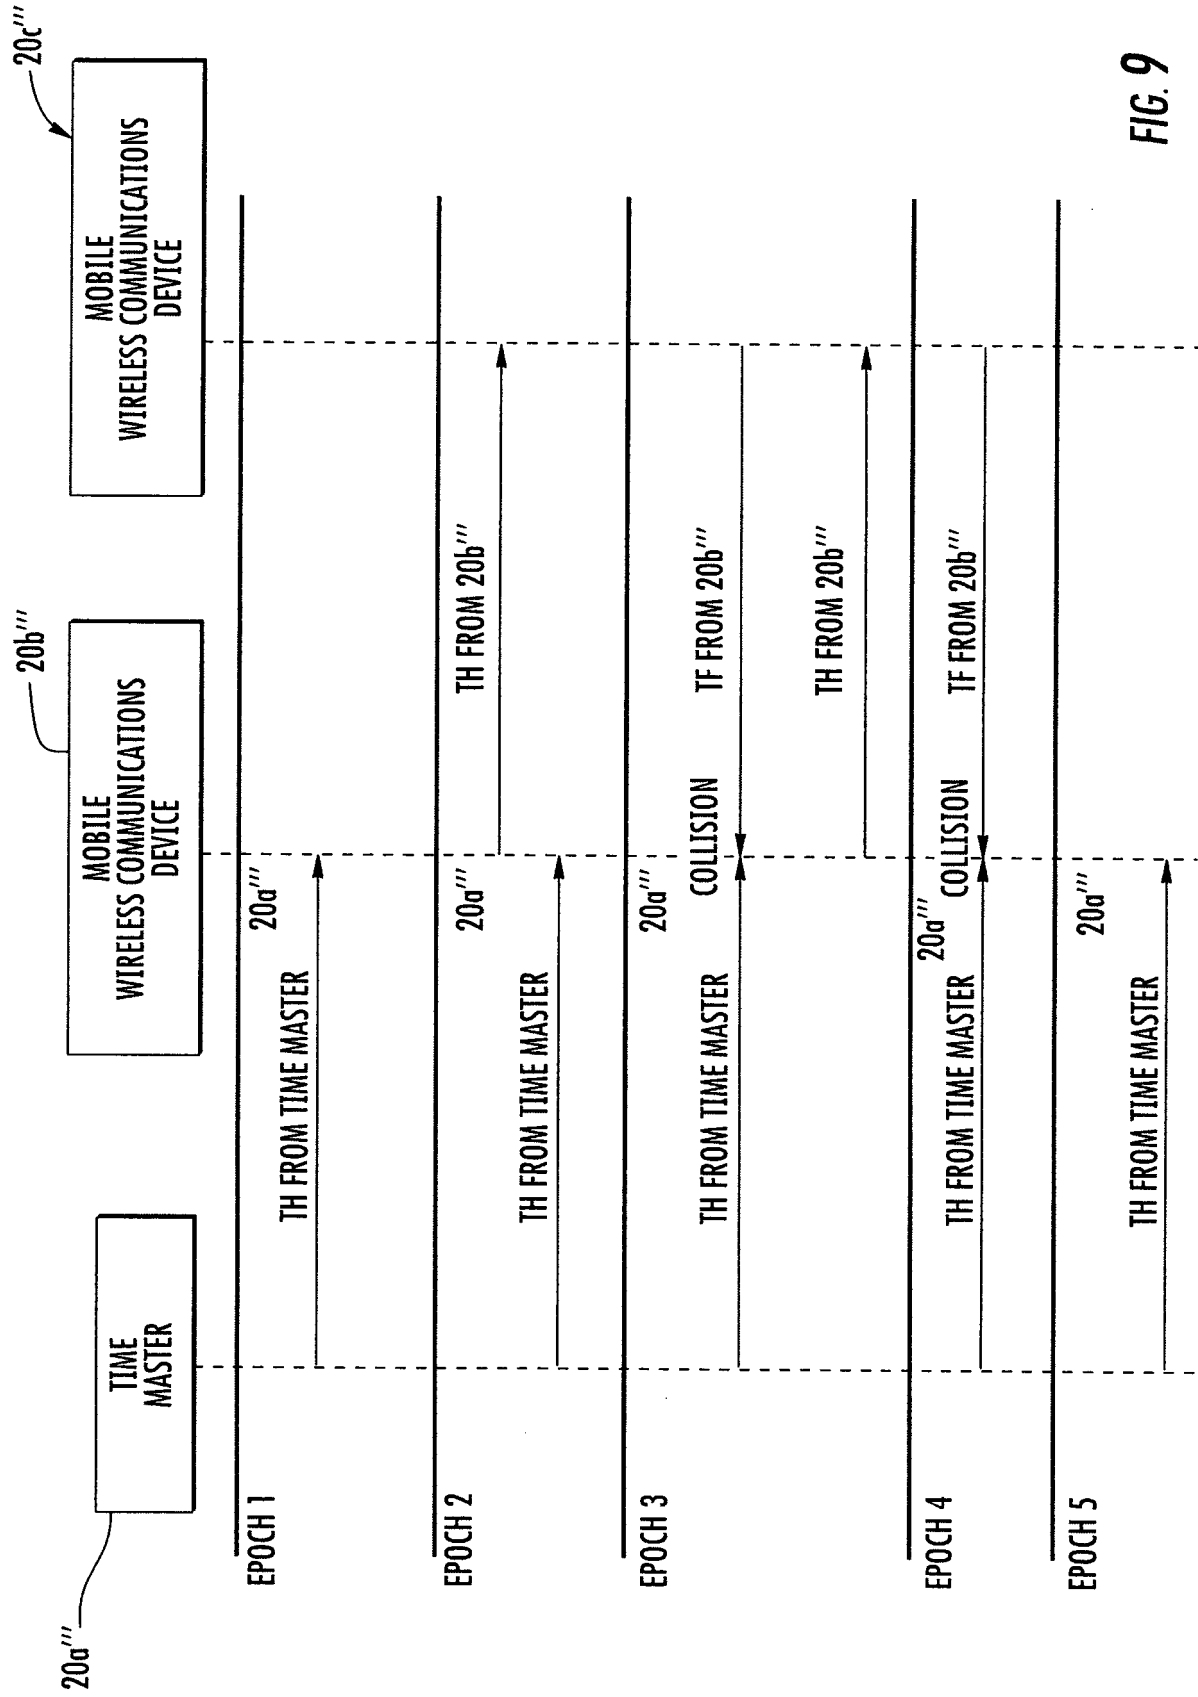 20a'''
20b'''
20c'''
TIME
MASTER
MOBILE
WIRELESS COMMUNICATIONS
DEVICE
MOBILE
WIRELESS COMMUNICATIONS
DEVICE
EPOCH 1
20a'''
TH FROM TIME MASTER
EPOCH 2
20a'''
TH FROM 20b'''
TH FROM TIME MASTER
EPOCH 3
20a'''
TH FROM TIME MASTER
COLLISION
TF FROM 20b'''
TH FROM 20b'''
EPOCH 4
20a'''
TH FROM TIME MASTER
COLLISION
TF FROM 20b'''
EPOCH 5
20a'''
TH FROM TIME MASTER
FIG. 9